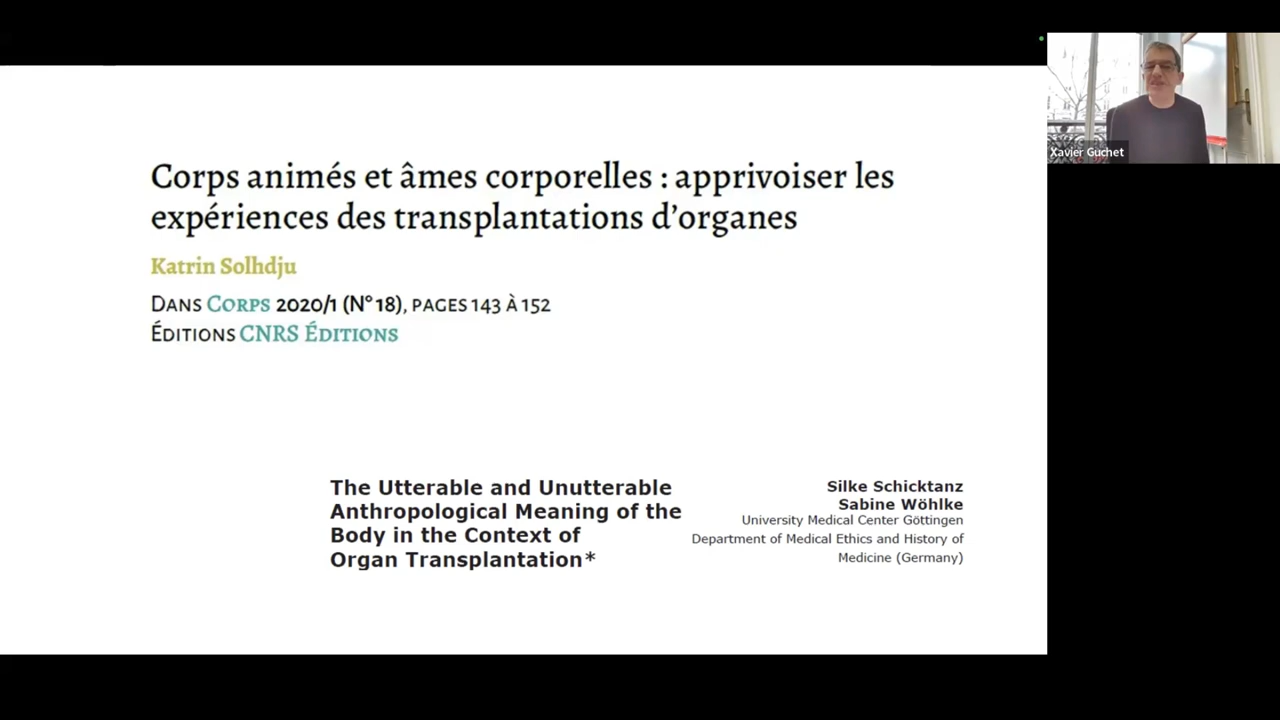 Corps animés et âmes corporelles : apprivoiser les
expériences des transplantations d'organes
Katrin Solhdju
Dans Corps 2020/1 (N° 18), pages 143 à 152
Éditions CNRS Éditions
The Utterable and Unutterable
Anthropological Meaning of the
Body in the Context of
Organ Transplantation*
Silke Schicktanz
Sabine Wöhlke
University Medical Center Göttingen
Department of Medical Ethics and History of
Medicine (Germany)
Xavier Guchet